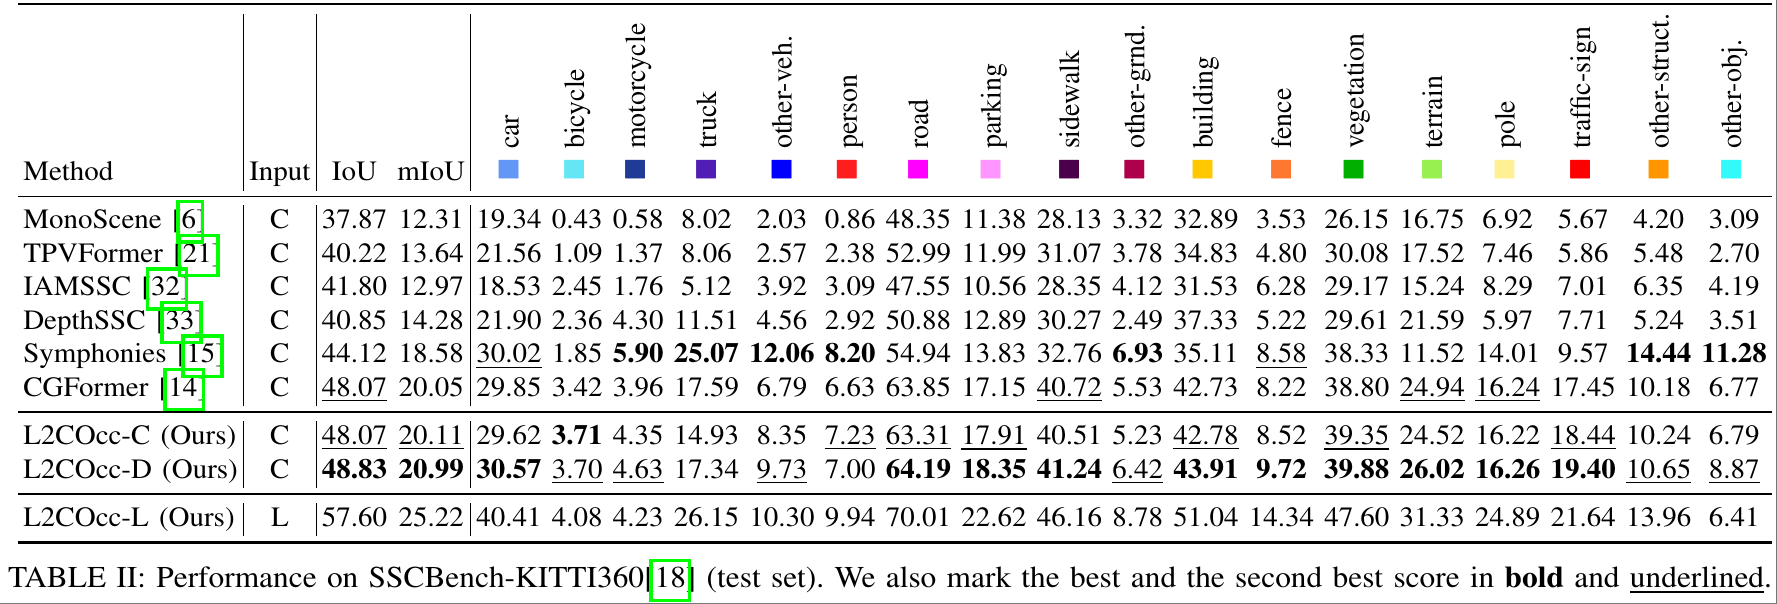 Method Input IoU mIoU car bicycle motorcycle truck other-veh. person road parking sidewalk other-grnd. building fence vegetation terrain pole traffic-sign other-struct. other-obj.
MonoScene [6] C 37.87 12.31 19.34 0.43 0.58 8.02 2.03 0.86 48.35 11.38 28.13 3.32 32.89 3.53 26.15 16.75 6.92 5.67 4.20 3.09
TPVFormer [21] C 40.22 13.64 21.56 1.09 1.37 8.06 2.57 2.38 52.99 11.99 31.07 3.78 34.83 4.80 30.08 17.52 7.46 5.86 5.48 2.70
IAMSSC [32] C 41.80 12.97 18.53 2.45 1.76 5.12 3.92 3.09 47.55 10.56 28.35 4.12 31.53 6.28 29.17 15.24 8.29 7.01 6.35 4.19
DepthSSC [33] C 40.85 14.28 21.90 2.36 4.30 11.51 4.56 2.92 50.88 12.89 30.27 2.49 37.33 5.22 29.61 21.59 5.97 7.71 5.24 3.51
Symphonies [15] C 44.12 18.58 30.02 1.85 5.90 25.07 12.06 8.20 54.94 13.83 32.76 6.93 35.11 8.58 38.33 11.52 14.01 9.57 14.44 11.28
CGFormer [14] C 48.07 20.05 29.85 3.42 3.96 17.59 6.79 6.63 63.85 17.15 40.72 5.53 42.73 8.22 38.80 24.94 16.24 17.45 10.18 6.77
L2COcc-C (Ours) C 48.07 20.11 29.62 3.71 4.35 14.93 8.35 7.23 63.31 17.91 40.51 5.23 42.78 8.52 39.35 24.52 16.22 18.44 10.24 6.79
L2COcc-D (Ours) C 48.83 20.99 30.57 3.70 4.63 17.34 9.73 7.00 64.19 18.35 41.24 6.42 43.91 9.72 39.88 26.02 16.26 19.40 10.65 8.87
L2COcc-L (Ours) L 57.60 25.22 40.41 4.08 4.23 26.15 10.30 9.94 70.01 22.62 46.16 8.78 51.04 14.34 47.60 31.33 24.89 21.64 13.96 6.41
TABLE II: Performance on SSCBench-KITTI360[18] (test set). We also mark the best and the second best score in bold and underlined.